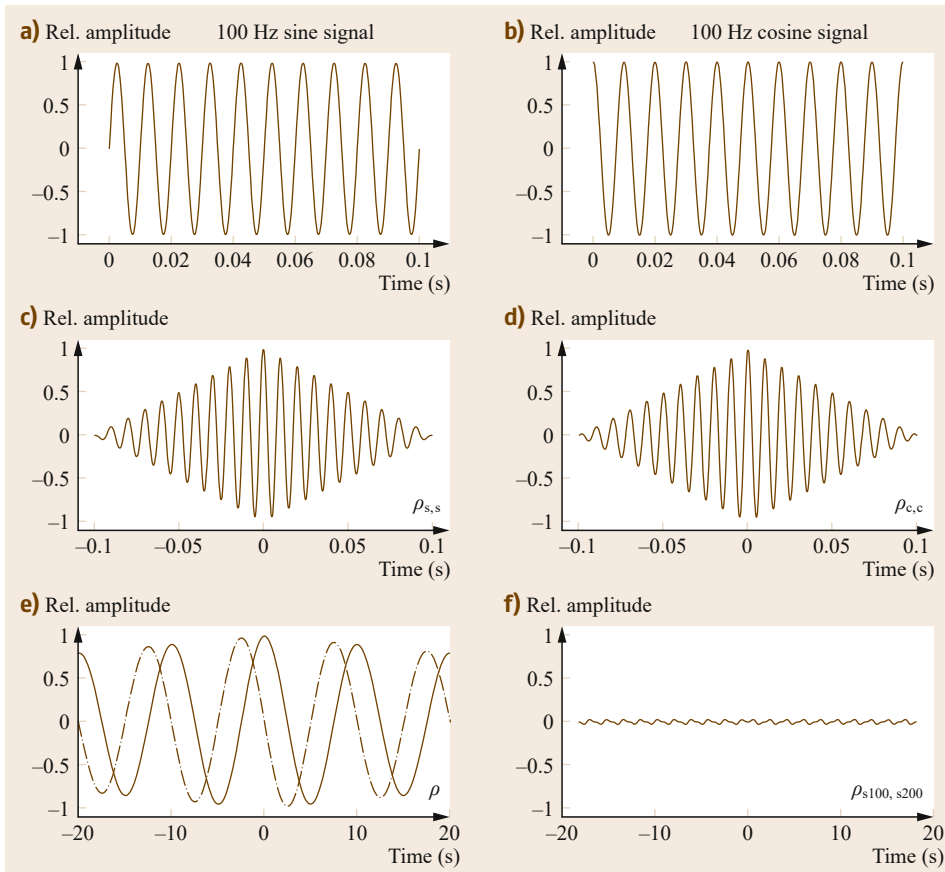 a) Rel. amplitude 100 Hz sine signal
1
0.5
0
–0.5
–1
0 0.02 0.04 0.06 0.08 0.1
Time (s)
b) Rel. amplitude 100 Hz cosine signal
1
0.5
0
–0.5
–1
0 0.02 0.04 0.06 0.08 0.1
Time (s)
c) Rel. amplitude
1
0.5
0
–0.5
–1
ρs,s
–0.1 –0.05 0 0.05 0.1
Time (s)
d) Rel. amplitude
1
0.5
0
–0.5
–1
ρc,c
–0.1 –0.05 0 0.05 0.1
Time (s)
e) Rel. amplitude
1
0.5
0
–0.5
–1
ρ
–20 –10 0 10 20
Time (s)
f) Rel. amplitude
1
0.5
0
–0.5
–1
ρs100, s200
–20 –10 0 10 20
Time (s)